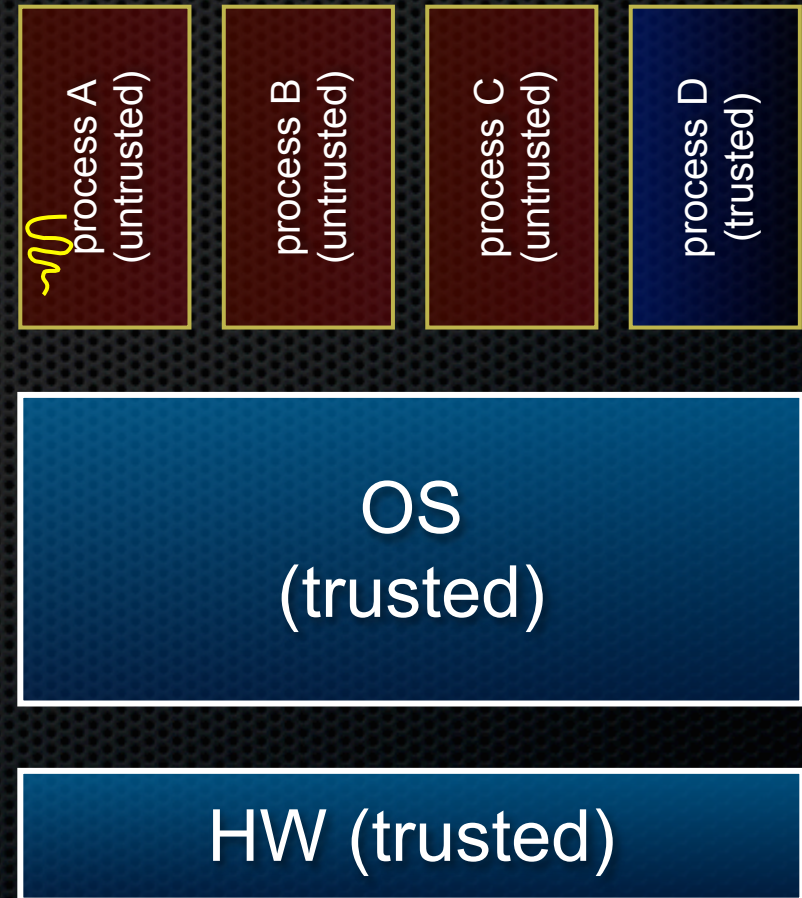 process A
(untrusted)
process B
(untrusted)
process C
(untrusted)
process D
(trusted)
OS
(trusted)
HW (trusted)